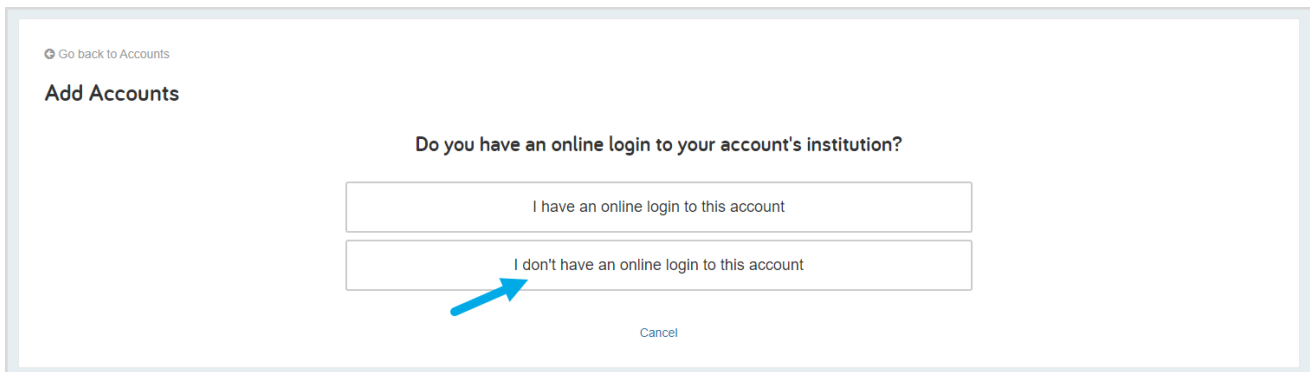 Go back to Accounts
Add Accounts
Do you have an online login to your account's institution?
I have an online login to this account
I don't have an online login to this account
Cancel